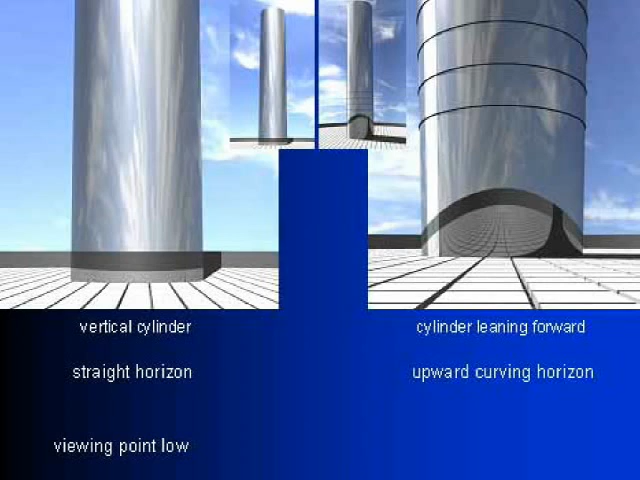 vertical cylinder
cylinder leaning forward
straight horizon
upward curving horizon
viewing point low